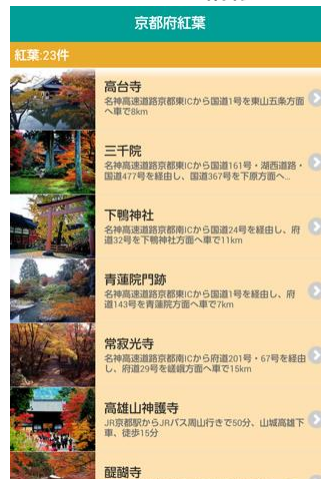 京都府紅葉
紅葉:23件
高台寺
名神高速道路京都東ICから国道1号を東山五条方面
へ車で8km
三千院
名神高速道路京都東ICから国道161号・湖西道路・
国道477号を経由し、国道367号を下原方面へ...
下鴨神社
名神高速道路京都南ICから国道24号を経由し、府
道32号を下鴨神社方面へ車で11km
青蓮院門跡
名神高速道路京都東ICから国道1号を経由し、府
道143号を青蓮院方面へ車で7km
常寂光寺
名神高速道路京都南ICから府道201号・67号を経由
し、府道29号を嵯峨方面へ車で15km
高雄山神護寺
JR京都駅からJRバス周山行きで50分、山城高雄下
車、徒歩15分
醍醐寺